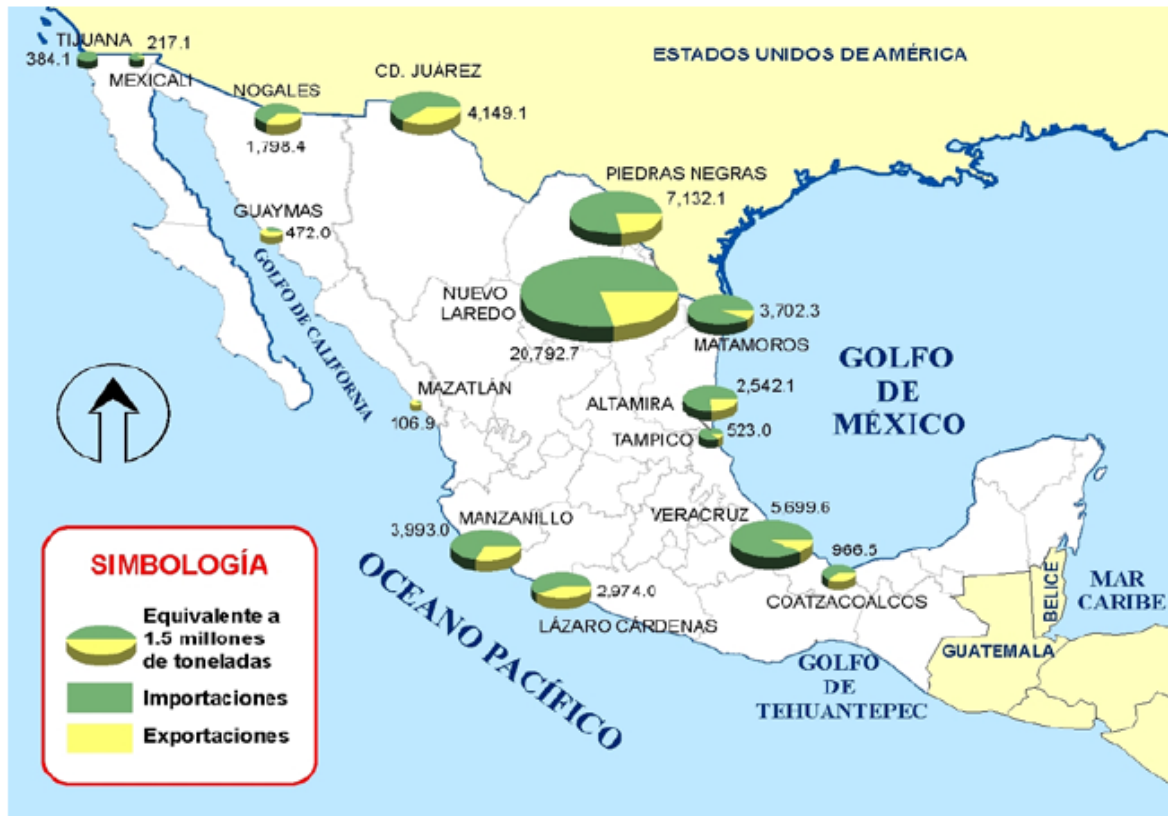 TIJUANA
217.1
384.1
MEXICALI
CD. JUÁREZ
ESTADOS UNIDOS DE AMÉRICA
NOGALES
4,149.1
1,798.4
PIEDRAS NEGRAS
7,132.1
GUAYMAS
472.0
GOLFO DE CALIFORNIA
NUEVO
LAREDO
20,792.7
3,702.3
MATAMOROS
GOLFO
DE
MÉXICO
MAZATLÁN
106.9
2,542.1
ALTAMIRA
TAMPICO
523.0
3,993.0
MANZANILLO
VERACRUZ
5699.6
966.5
COATZACOALCOS
2,974.0
LÁZARO CÁRDENAS
OCEANO PACÍFICO
BELICE
MAR
CARIBE
GUATEMALA
GOLFO
DE
TEHUANTEPEC
SIMBOLOGÍA
Equivalente a
1.5 millones
de toneladas
Importaciones
Exportaciones